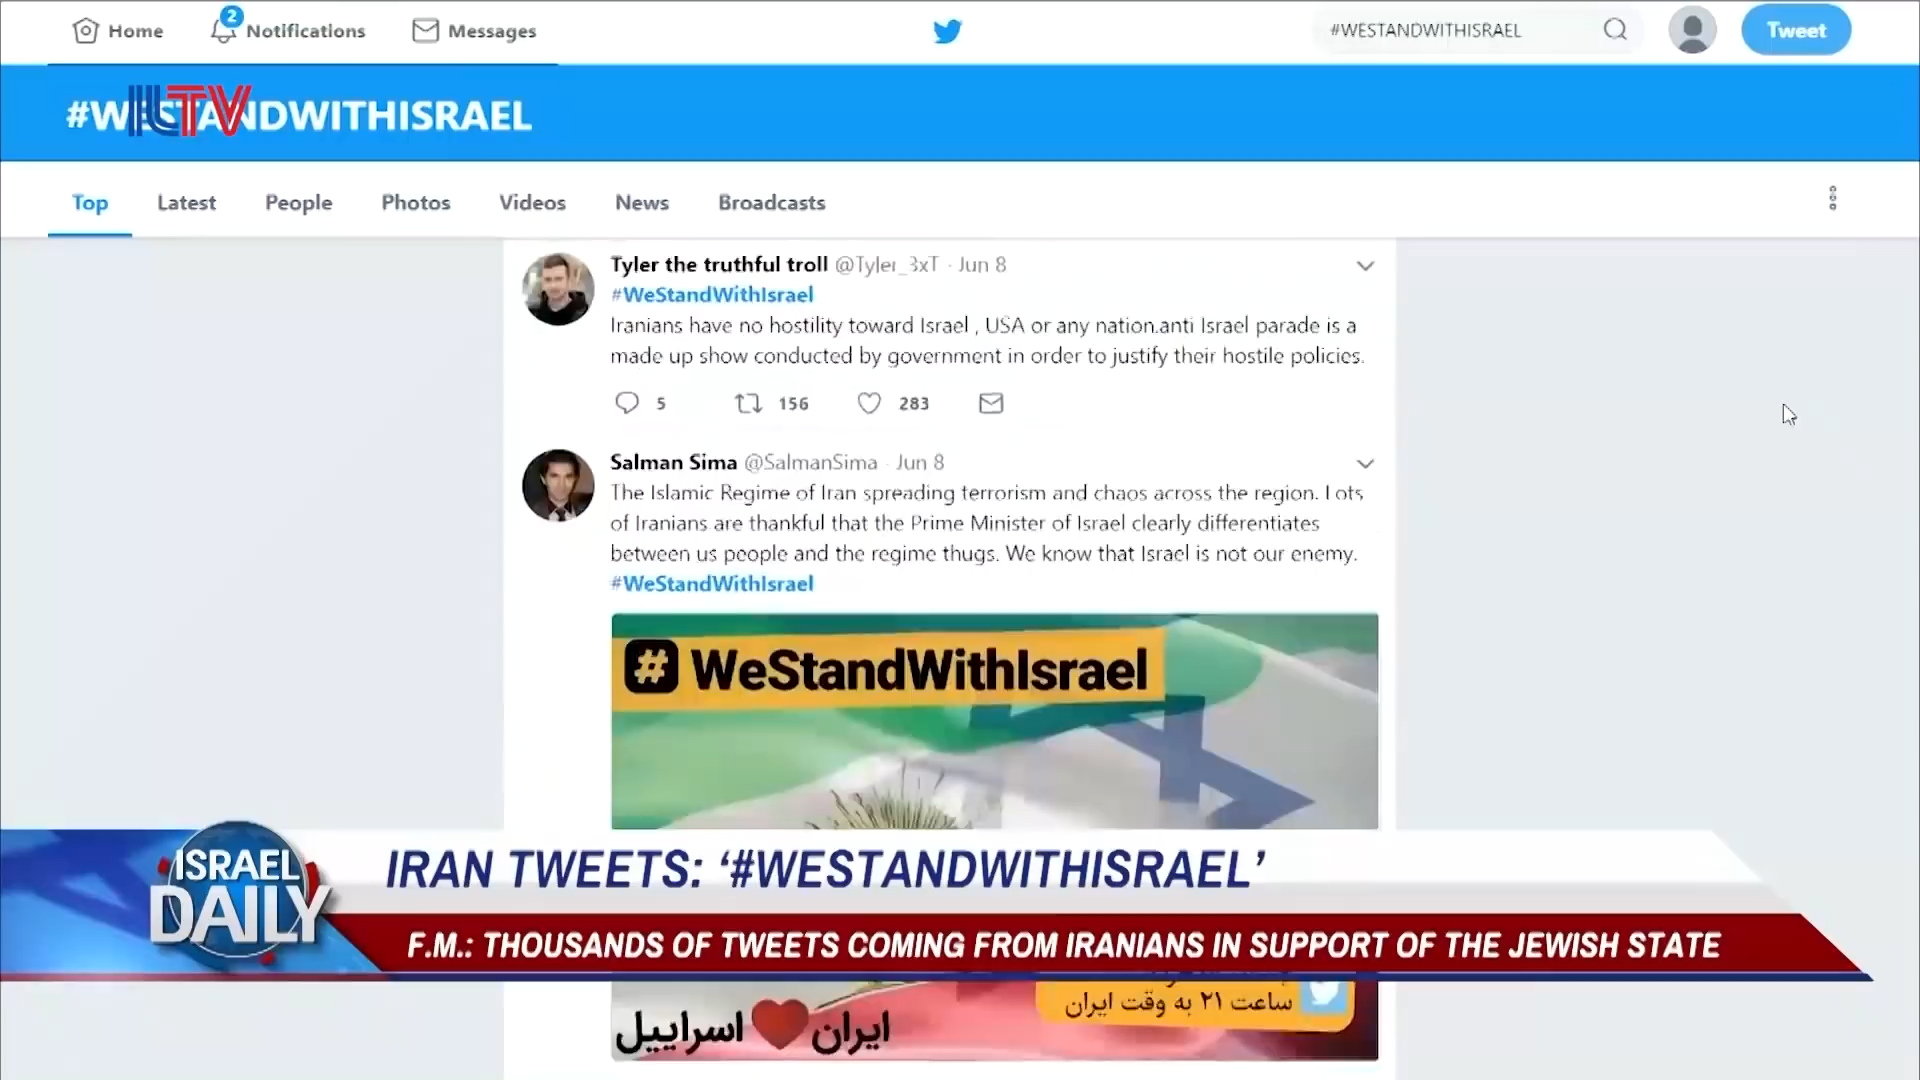 Home
2
Notifications
Messages
#WESTANDWITHISRAEL
Tweet
#WESTANDWITHISRAEL
ILTV
Top
Latest
People
Photos
Videos
News
Broadcasts
Tyler the truthful troll @Tyler_3xT · Jun 8
#WeStandWithIsrael
Iranians have no hostility toward Israel , USA or any nation.anti Israel parade is a
made up show conducted by government in order to justify their hostile policies.
5
156
283
Salman Sima @SalmanSima · Jun 8
The Islamic Regime of Iran spreading terrorism and chaos across the region. Lots
of Iranians are thankful that the Prime Minister of Israel clearly differentiates
between us people and the regime thugs. We know that Israel is not our enemy.
#WeStandWithIsrael
# WeStandWithIsrael
ISRAEL
DAILY
IRAN TWEETS: ‘#WESTANDWITHISRAEL’
F.M.: THOUSANDS OF TWEETS COMING FROM IRANIANS IN SUPPORT OF THE JEWISH STATE
ساعت ۲۱ به وقت ایران
ایران❤اسراییل